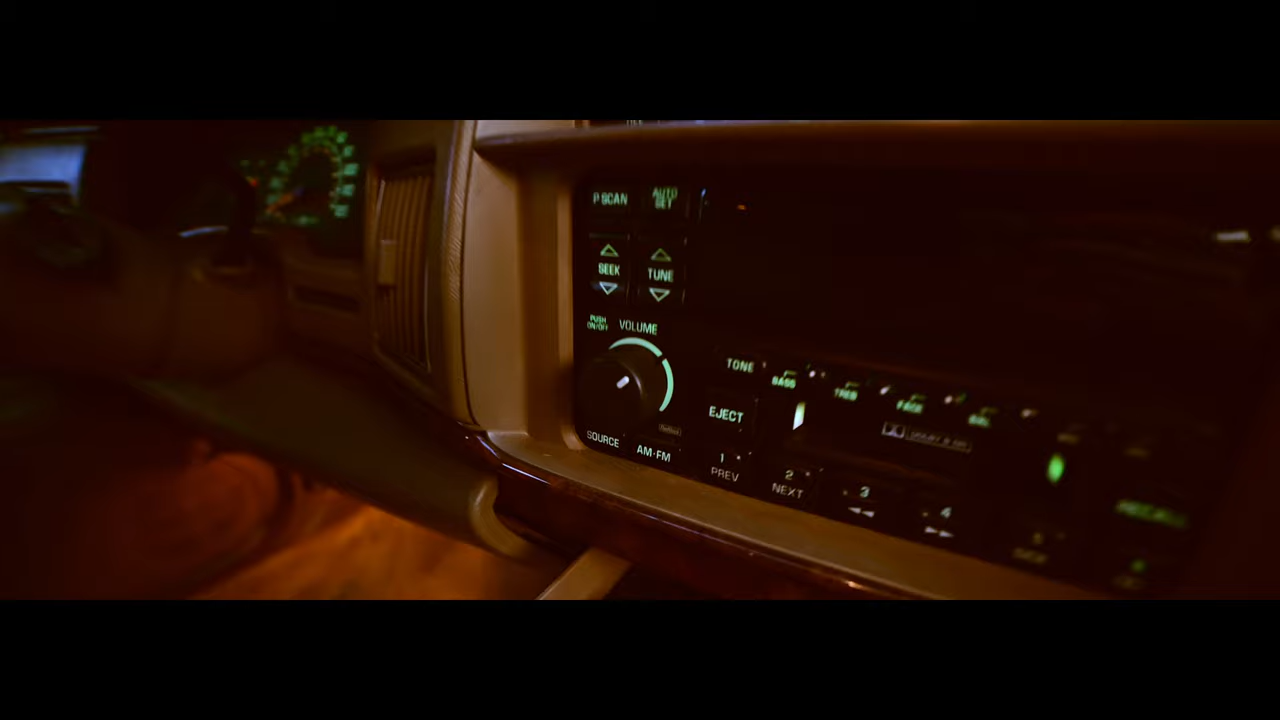 P SCAN
AUTO SET
SEEK
TUNE
PUSH ON/OFF
VOLUME
TONE
BASS
TREB
FADE
EJECT
SOURCE
AM·FM
1
PREV
2
NEXT
3
4
RECALL